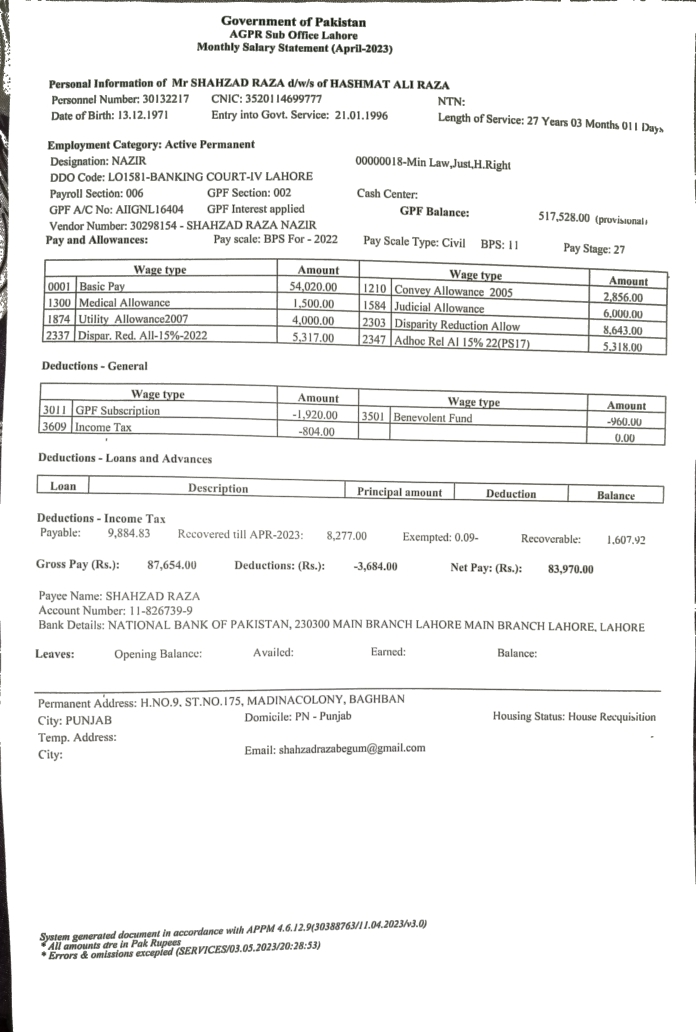 Government of Pakistan
AGPR Sub Office Lahore
Monthly Salary Statement (April-2023)
Personal Information of Mr SHAHZAD RAZA d/w/s of HASHMAT ALI RAZA
Personnel Number: 30132217 CNIC: 3520114699777 NTN:
Date of Birth: 13.12.1971 Entry into Govt. Service: 21.01.1996 Length of Service: 27 Years 03 Months 011 Days
Employment Category: Active Permanent
Designation: NAZIR 00000018-Min Law,Just,H.Right
DDO Code: LO1581-BANKING COURT-IV LAHORE
Payroll Section: 006 GPF Section: 002 Cash Center:
GPF A/C No: AIIGNL16404 GPF Interest applied GPF Balance: 517,528.00 (provisional)
Vendor Number: 30298154 - SHAHZAD RAZA NAZIR
Pay and Allowances: Pay scale: BPS For - 2022 Pay Scale Type: Civil BPS: 11 Pay Stage: 27
Wage type Amount Wage type Amount
0001 Basic Pay 54,020.00 1210 Convey Allowance 2005 2,856.00
1300 Medical Allowance 1,500.00 1584 Judicial Allowance 6,000.00
1874 Utility Allowance2007 4,000.00 2303 Disparity Reduction Allow 8,643.00
2337 Dispar. Red. All-15%-2022 5,317.00 2347 Adhoc Rel Al 15% 22(PS17) 5,318.00
Deductions - General
Wage type Amount Wage type Amount
3011 GPF Subscription -1,920.00 3501 Benevolent Fund -960.00
3609 Income Tax -804.00 0.00
Deductions - Loans and Advances
Loan Description Principal amount Deduction Balance
Deductions - Income Tax
Payable: 9,884.83 Recovered till APR-2023: 8,277.00 Exempted: 0.09- Recoverable: 1,607.92
Gross Pay (Rs.): 87,654.00 Deductions: (Rs.): -3,684.00 Net Pay: (Rs.): 83,970.00
Payee Name: SHAHZAD RAZA
Account Number: 11-826739-9
Bank Details: NATIONAL BANK OF PAKISTAN, 230300 MAIN BRANCH LAHORE MAIN BRANCH LAHORE, LAHORE
Leaves: Opening Balance: Availed: Earned: Balance:
Permanent Address: H.NO.9, ST.NO.175, MADINACOLONY, BAGHBAN
City: PUNJAB Domicile: PN - Punjab Housing Status: House Recquisition
Temp. Address:
City: Email: shahzadrazabegum@gmail.com
System generated document in accordance with APPM 4.6.12.9(30388763/11.04.2023/v3.0)
* All amounts are in Pak Rupees
* Errors & omissions excepted (SERVICES/03.05.2023/20:28:53)